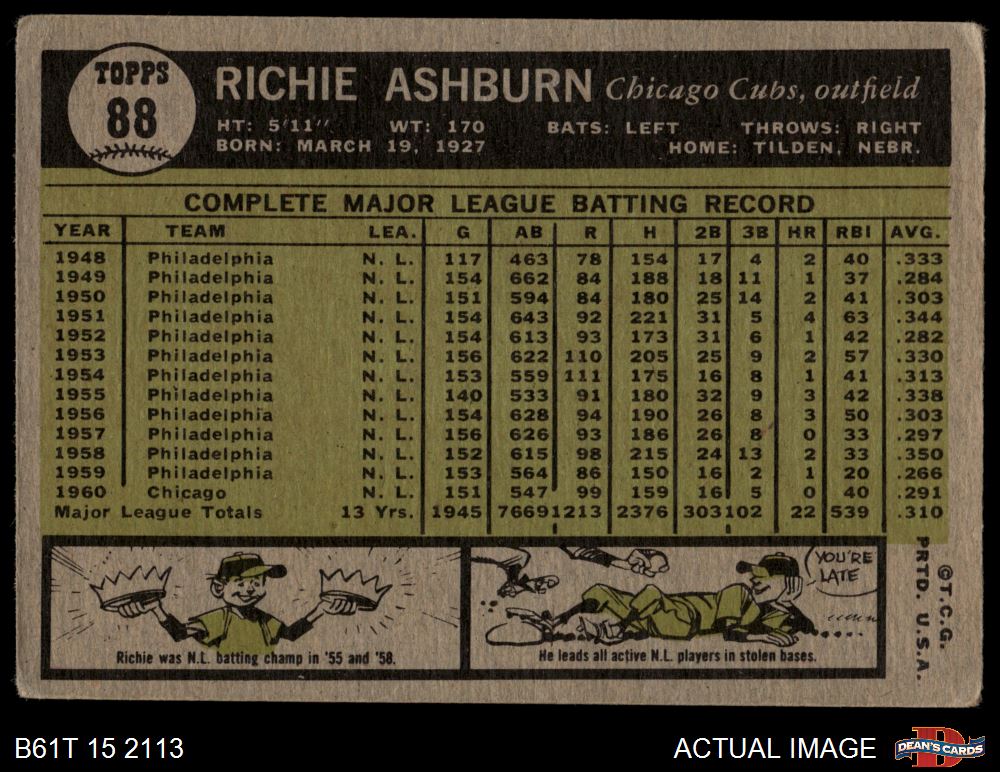 TOPPS
88
RICHIE ASHBURN Chicago Cubs, outfield
HT: 5'11" WT: 170 BATS: LEFT THROWS: RIGHT
BORN: MARCH 19, 1927 HOME: TILDEN, NEBR.
COMPLETE MAJOR LEAGUE BATTING RECORD
YEAR TEAM LEA. G AB R H 2B 3B HR RBI AVG.
1948 Philadelphia N. L. 117 463 78 154 17 4 2 40 .333
1949 Philadelphia N. L. 154 662 84 188 18 11 1 37 .284
1950 Philadelphia N. L. 151 594 84 180 25 14 2 41 .303
1951 Philadelphia N. L. 154 643 92 221 31 5 4 63 .344
1952 Philadelphia N. L. 154 613 93 173 31 6 1 42 .282
1953 Philadelphia N. L. 156 622 110 205 25 9 2 57 .330
1954 Philadelphia N. L. 153 559 111 175 16 8 1 41 .313
1955 Philadelphia N. L. 140 533 91 180 32 9 3 42 .338
1956 Philadelphia N. L. 154 628 94 190 26 8 3 50 .303
1957 Philadelphia N. L. 156 626 93 186 26 8 0 33 .297
1958 Philadelphia N. L. 152 615 98 215 24 13 2 33 .350
1959 Philadelphia N. L. 153 564 86 150 16 2 1 20 .266
1960 Chicago N. L. 151 547 99 159 16 5 0 40 .291
Major League Totals 13 Yrs. 1945 7669 1213 2376 303 102 22 539 .310
Richie was N.L. batting champ in '55 and '58.
YOU'RE
LATE
He leads all active N.L. players in stolen bases.
©T.C.G.
PRTD. U.S.A.
B61T 15 2113
ACTUAL IMAGE
D
DEAN'S CARDS